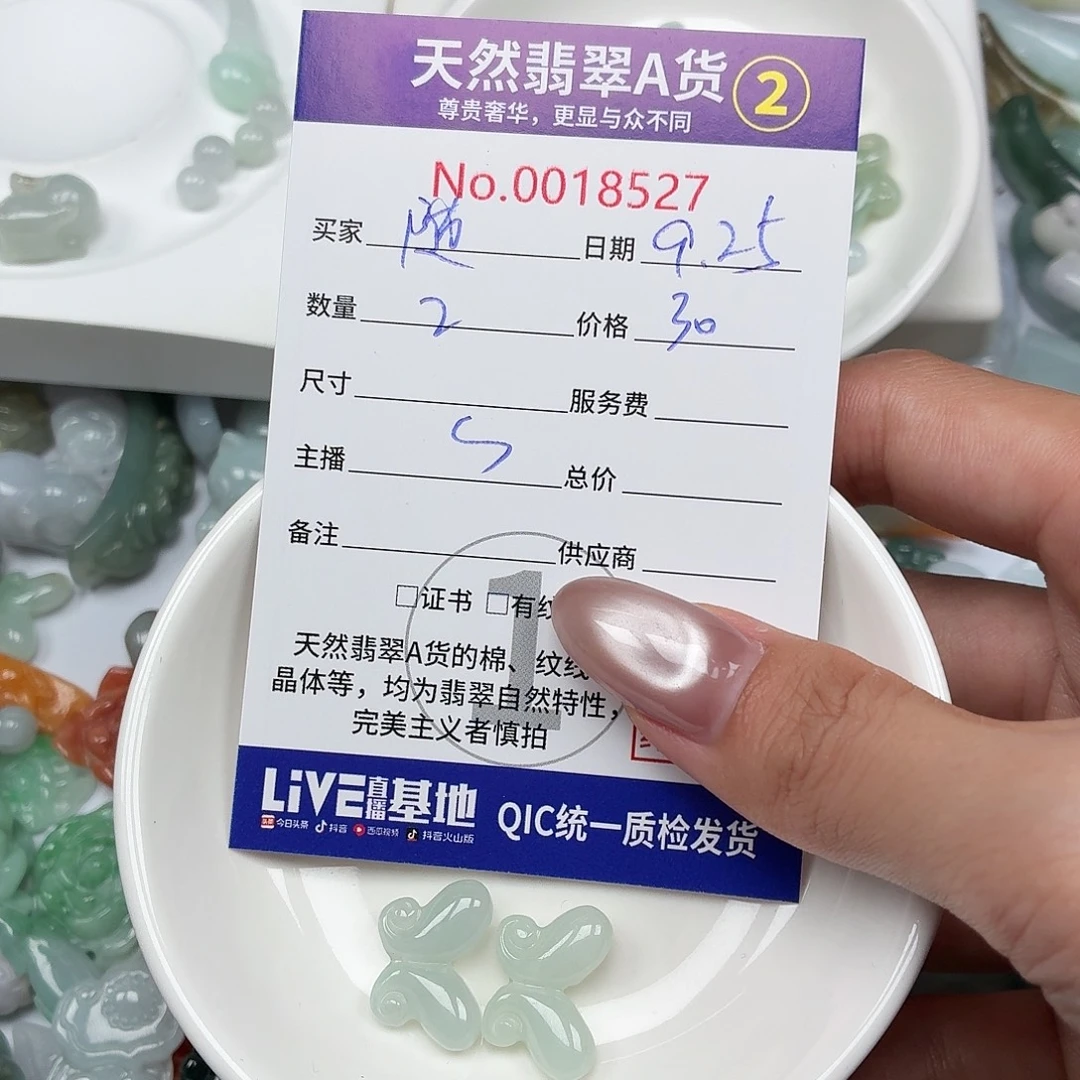 天然翡翠A货 2
尊贵奢华，更显与众不同
No.0018527
买家 随 日期 9.25
数量 2 价格 30
尺寸 服务费
主播 总价
备注 供应商
1
□证书 □有纹
天然翡翠A货的棉、纹
晶体等，均为翡翠自然特性，
完美主义者慎拍
LiVE直播基地 QIC统一质检发货
头条 今日头条 抖音 西瓜视频 抖音火山版